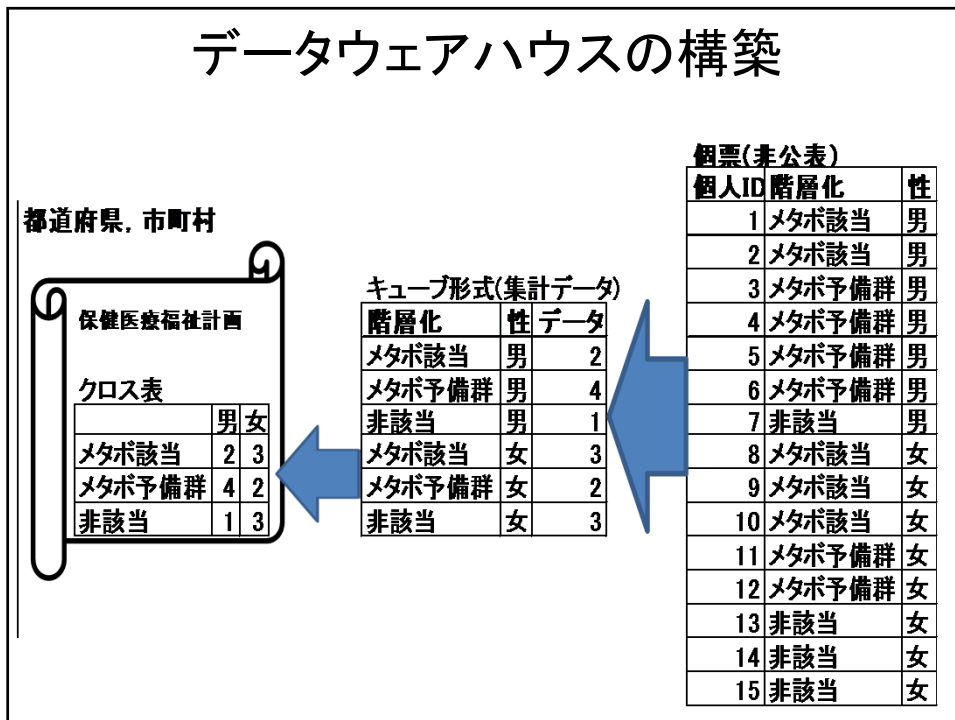 データウェアハウスの構築
都道府県, 市町村
保健医療福祉計画
クロス表
男 女
メタボ該当 2 3
メタボ予備群 4 2
非該当 1 3
キューブ形式(集計データ)
階層化 性 データ
メタボ該当 男 2
メタボ予備群 男 4
非該当 男 1
メタボ該当 女 3
メタボ予備群 女 2
非該当 女 3
個票(非公表)
個人ID 階層化 性
1 メタボ該当 男
2 メタボ該当 男
3 メタボ予備群 男
4 メタボ予備群 男
5 メタボ予備群 男
6 メタボ予備群 男
7 非該当 男
8 メタボ該当 女
9 メタボ該当 女
10 メタボ該当 女
11 メタボ予備群 女
12 メタボ予備群 女
13 非該当 女
14 非該当 女
15 非該当 女